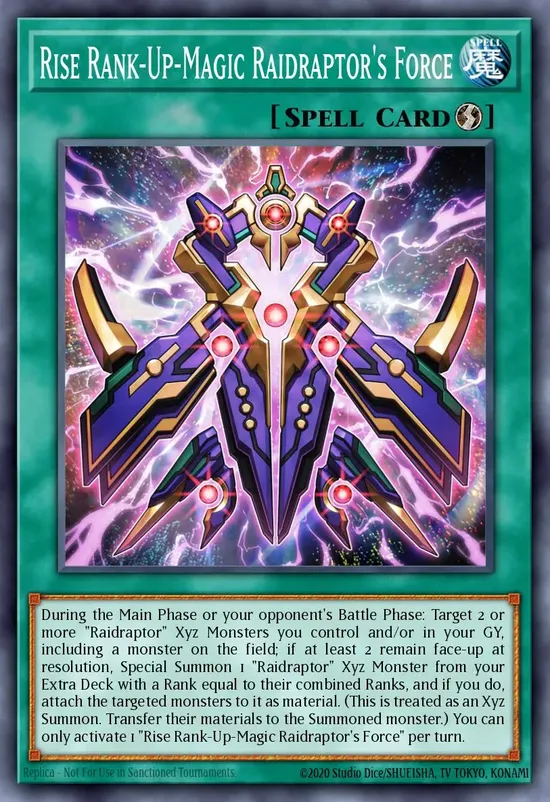 RISE RANK-UP-MAGIC RAIDRAPTOR'S FORCE
SPELL
魔
[SPELL CARD]
During the Main Phase or your opponent's Battle Phase: Target 2 or
more "Raidraptor" Xyz Monsters you control and/or in your GY,
including a monster on the field; if at least 2 remain face-up at
resolution, Special Summon 1 "Raidraptor" Xyz Monster from your
Extra Deck with a Rank equal to their combined Ranks, and if you do,
attach the targeted monsters to it as material. (This is treated as an Xyz
Summon. Transfer their materials to the Summoned monster.) You can
only activate 1 "Rise Rank-Up-Magic Raidraptor's Force" per turn.
Replica - Not For Use in Sanctioned Tournaments
©2020 Studio Dice/SHUEISHA, TV TOKYO, KONAMI